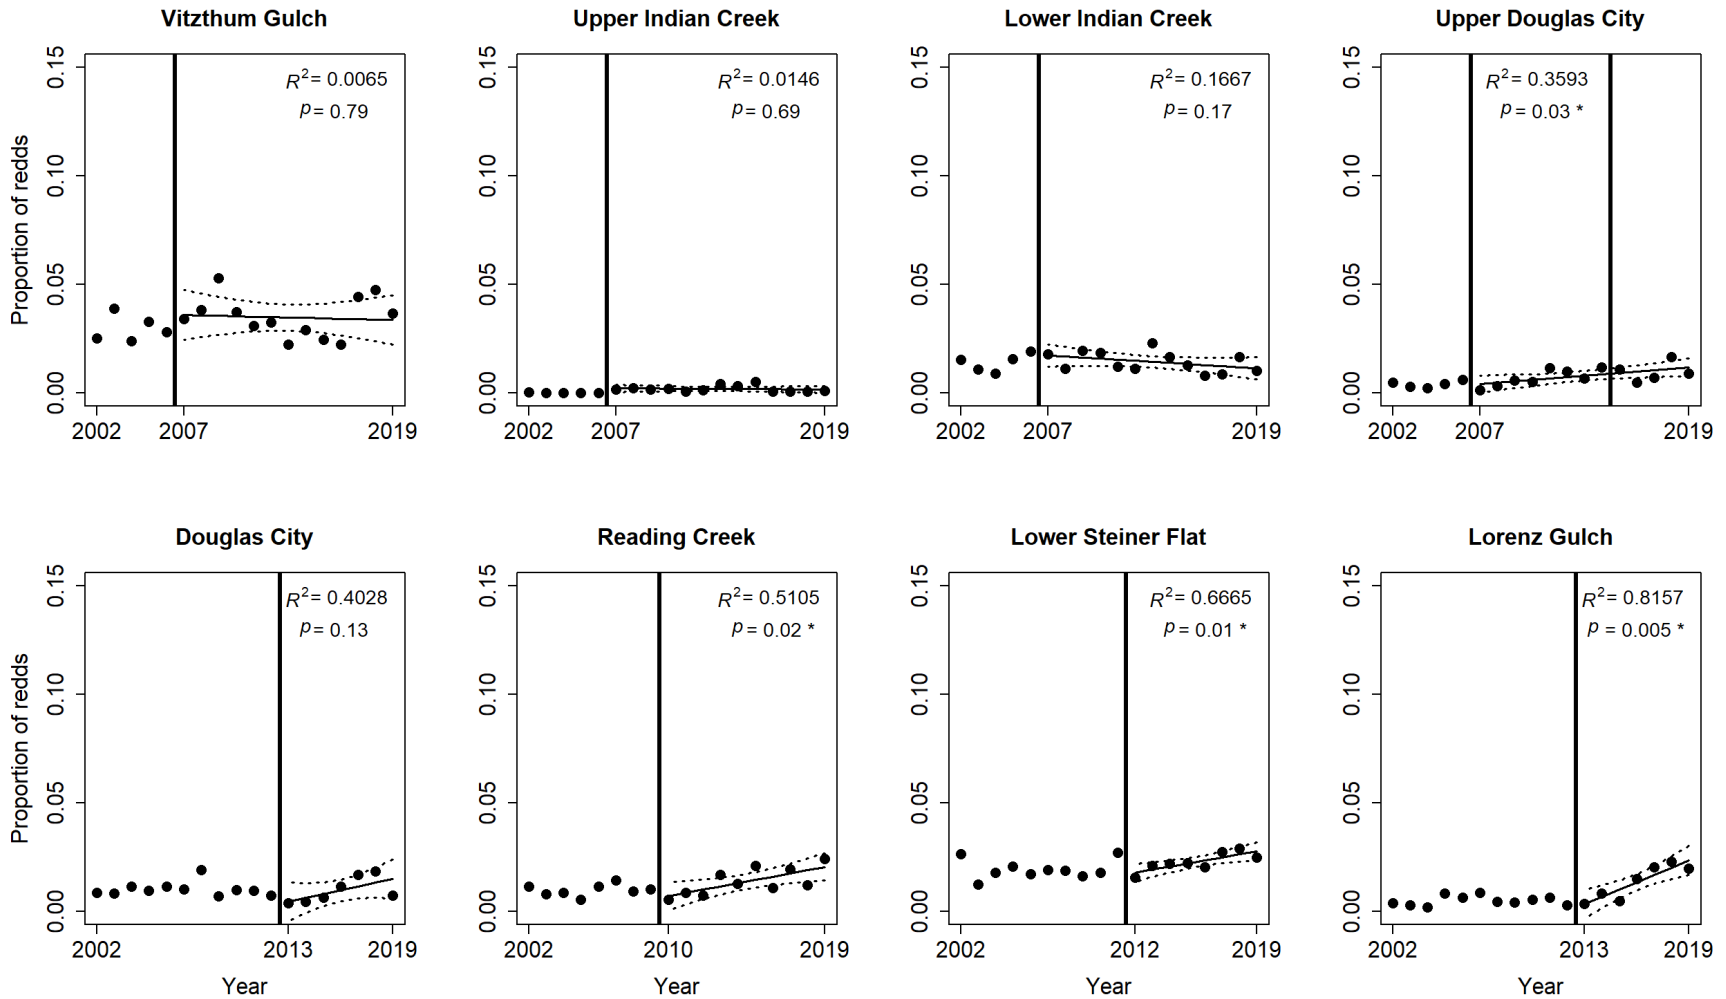 Vitzthum Gulch
Upper Indian Creek
Lower Indian Creek
Upper Douglas City
Proportion of redds
0.15
0.10
0.05
0.00
R² = 0.0065
p = 0.79
2002 2007 2019
0.15
0.10
0.05
0.00
R² = 0.0146
p = 0.69
2002 2007 2019
0.15
0.10
0.05
0.00
R² = 0.1667
p = 0.17
2002 2007 2019
0.15
0.10
0.05
0.00
R² = 0.3593
p = 0.03 *
2002 2007 2019
Douglas City
Reading Creek
Lower Steiner Flat
Lorenz Gulch
Proportion of redds
0.15
0.10
0.05
0.00
R² = 0.4028
p = 0.13
2002 2013 2019
Year
0.15
0.10
0.05
0.00
R² = 0.5105
p = 0.02 *
2002 2010 2019
Year
0.15
0.10
0.05
0.00
R² = 0.6665
p = 0.01 *
2002 2012 2019
Year
0.15
0.10
0.05
0.00
R² = 0.8157
p = 0.005 *
2002 2013 2019
Year